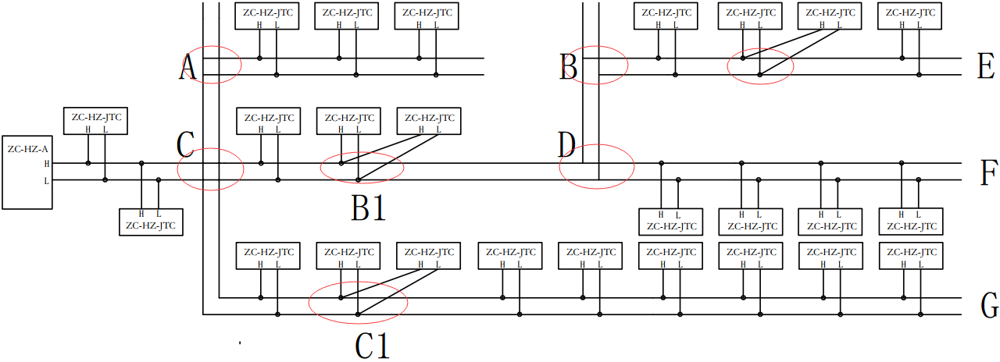 ZC-HZ-JTC ZC-HZ-JTC ZC-HZ-JTC ZC-HZ-JTC ZC-HZ-JTC ZC-HZ-JTC ZC-HZ-JTC
H L H L H L H L H L H L H L
A B E
ZC-HZ-JTC ZC-HZ-JTC ZC-HZ-JTC ZC-HZ-JTC
H L H L H L H L
C D
ZC-HZ-A
H
F
L
B1
H L H L H L H L H L
ZC-HZ-JTC ZC-HZ-JTC ZC-HZ-JTC ZC-HZ-JTC ZC-HZ-JTC
ZC-HZ-JTC ZC-HZ-JTC ZC-HZ-JTC ZC-HZ-JTC ZC-HZ-JTC ZC-HZ-JTC ZC-HZ-JTC ZC-HZ-JTC ZC-HZ-JTC
H L H L H L H L H L H L H L H L H L
G
C1